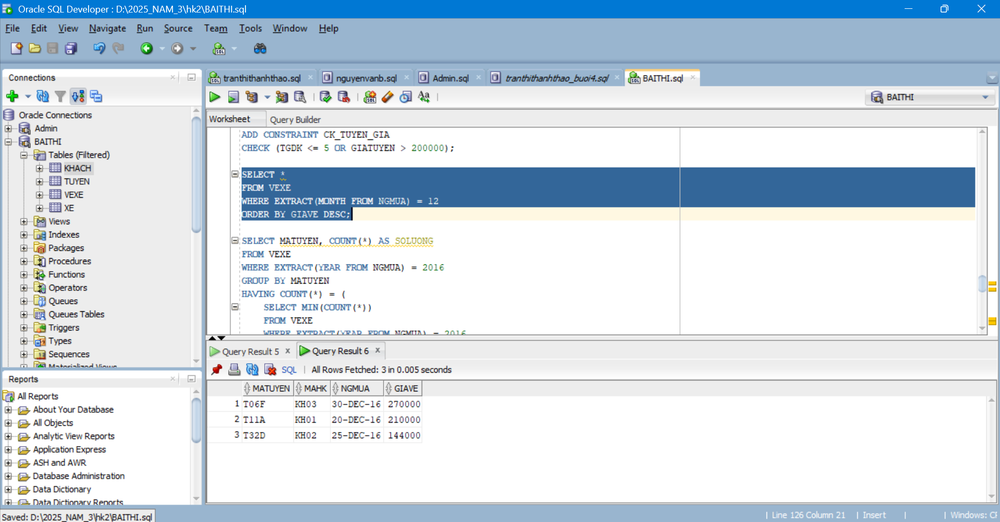 Oracle SQL Developer : D:\2025_NAM_3\hk2\BAITHI.sql
File Edit View Navigate Run Source Team Tools Window Help
Connections
Oracle Connections
Admin
BAITHI
Tables (Filtered)
KHACH
TUYEN
VEXE
XE
Views
Indexes
Packages
Procedures
Functions
Operators
Queues
Queues Tables
Triggers
Types
Sequences
Materialized Views
Reports
All Reports
About Your Database
All Objects
Analytic View Reports
Application Express
ASH and AWR
Database Administration
Data Dictionary
Data Dictionary Reports
tranthithanhthao.sql nguyenvanb.sql Admin.sql tranthithanhthao_buoi4.sql BAITHI.sql
BAITHI
Worksheet Query Builder
ADD CONSTRAINT CK_TUYEN_GIA
CHECK (TGDK <= 5 OR GIATUYEN > 200000);
SELECT *
FROM VEXE
WHERE EXTRACT(MONTH FROM NGMUA) = 12
ORDER BY GIAVE DESC;
SELECT MATUYEN, COUNT(*) AS SOLUONG
FROM VEXE
WHERE EXTRACT(YEAR FROM NGMUA) = 2016
GROUP BY MATUYEN
HAVING COUNT(*) = (
SELECT MIN(COUNT(*))
FROM VEXE
WHERE EXTRACT(YEAR FROM NGMUA) = 2016
Query Result 5 Query Result 6
SQL All Rows Fetched: 3 in 0.005 seconds
MATUYEN MAHK NGMUA GIAVE
1 T06F KH03 30-DEC-16 270000
2 T11A KH01 20-DEC-16 210000
3 T32D KH02 25-DEC-16 144000
Saved: D:\2025_NAM_3\hk2\BAITHI.sql
Line 126 Column 21 Insert Windows: CR